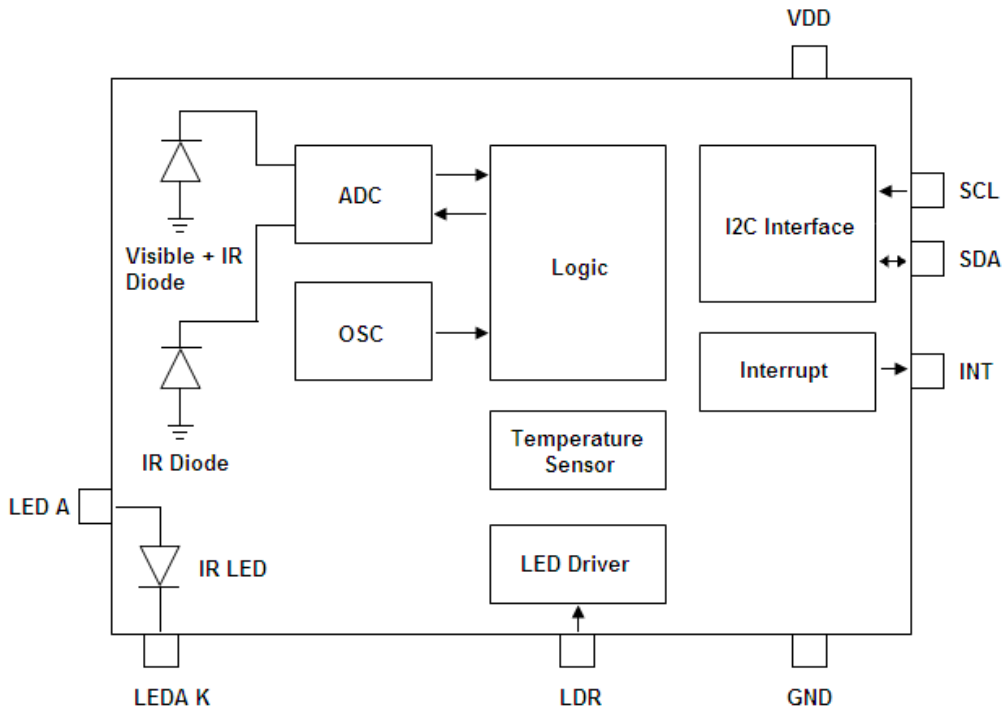 VDD
ADC
Logic
I2C Interface
SCL
SDA
Visible + IR
Diode
OSC
Interrupt
INT
IR Diode
Temperature
Sensor
LED A
IR LED
LED Driver
LEDA K
LDR
GND